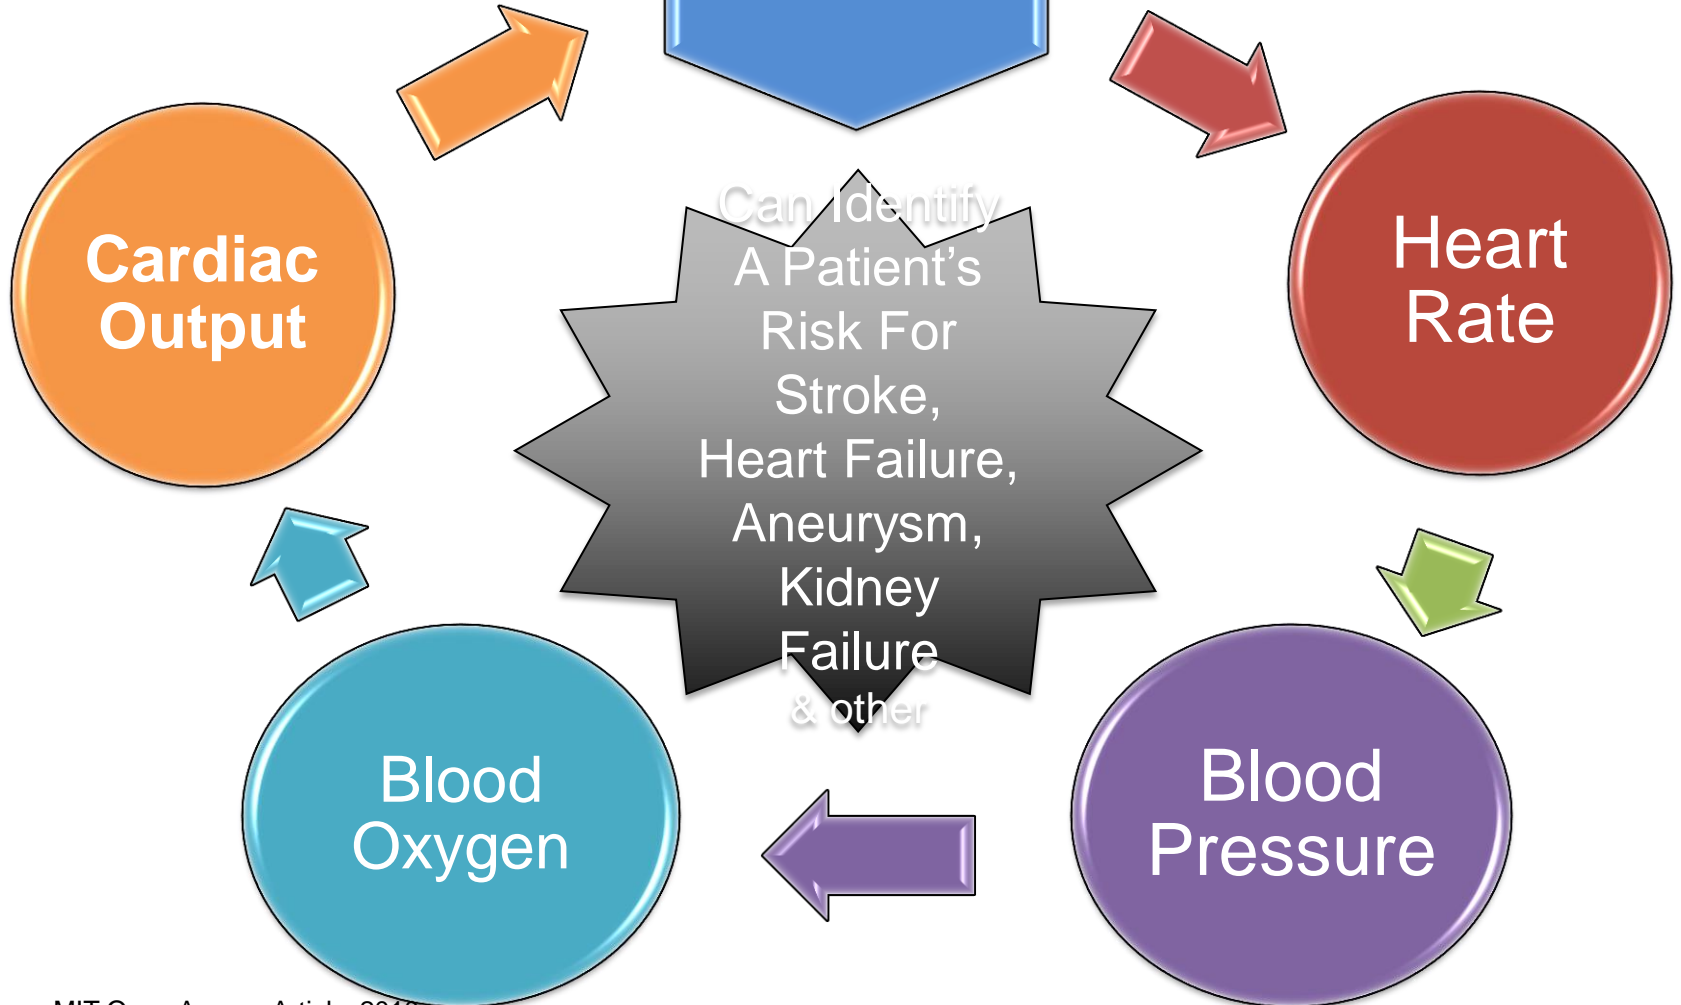 Cardiac
Output
Can Identify
A Patient’s
Risk For
Stroke,
Heart Failure,
Aneurysm,
Kidney
Failure
& other
Heart
Rate
Blood
Oxygen
Blood
Pressure